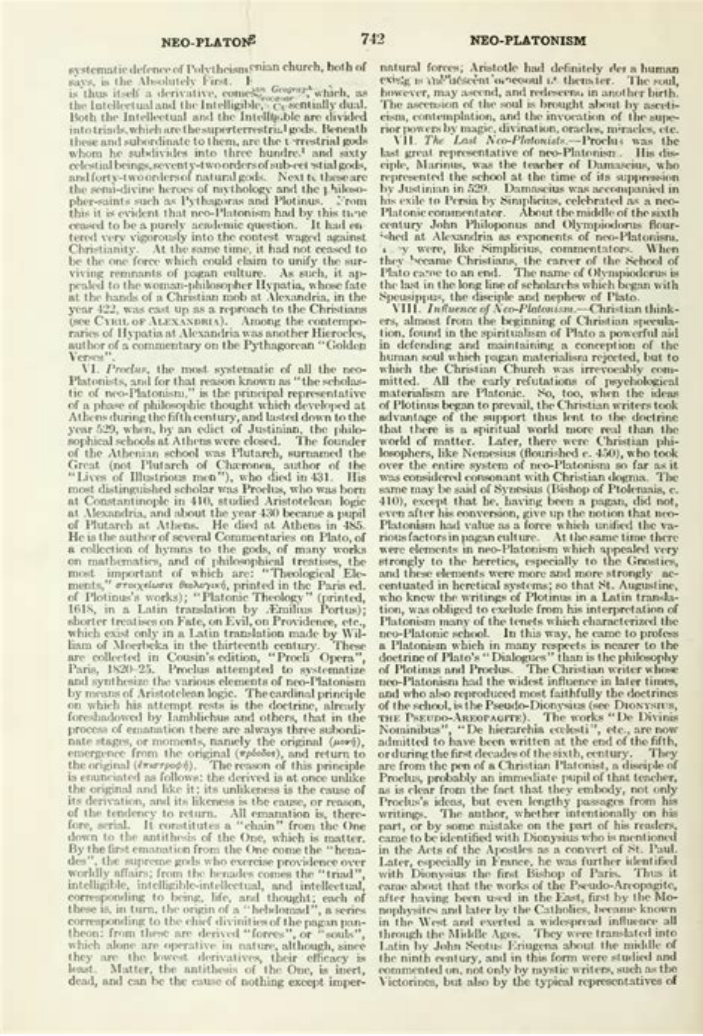 NEO-PLATON
742
NEO-PLATONISM
systematic defence of Polytheism enian church, both of
says, is the Absolutely First.
is thus itself a derivative, comes Geograph which, as
the Intellectual and the Intelligible, sentially dual.
Both the Intellectual and the Intelligible are divided
into triads, which are the superterrestrial gods. Beneath
these and subordinate to them, are the terrestrial gods
whom he subdivides into three hundred and sixty
celestial beings, seventy-two orders of sub-celestial gods,
and forty-two orders of natural gods. Next to these are
the semi-divine heroes of mythology and the philoso-
pher-saints such as Pythagoras and Plotinus. From
this it is evident that neo-Platonism had by this time
ceased to be a purely academic question. It had en-
tered very vigorously into the contest waged against
Christianity. At the same time, it had not ceased to
be the one force which could claim to unify the sur-
viving remnants of pagan culture. As such, it ap-
pealed to the woman-philosopher Hypatia, whose fate
at the hands of a Christian mob at Alexandria, in the
year 422, was cast up as a reproach to the Christians
(see CYRIL OF ALEXANDRIA). Among the contempo-
raries of Hypatia at Alexandria was another Hierocles,
author of a commentary on the Pythagorean "Golden
Verses".
VI. Proclus, the most systematic of all the neo-
Platonists, and for that reason known as "the scholas-
tic of neo-Platonism," is the principal representative
of a phase of philosophic thought which developed at
Athens during the fifth century, and lasted down to the
year 529, when, by an edict of Justinian, the philo-
sophical schools at Athens were closed. The founder
of the Athenian school was Plutarch, surnamed the
Great (not Plutarch of Chæronea, author of the
"Lives of Illustrious men"), who died in 431. His
most distinguished scholar was Proclus, who was born
at Constantinople in 410, studied Aristotelean logic
at Alexandria, and about the year 430 became a pupil
of Plutarch at Athens. He died at Athens in 485.
He is the author of several Commentaries on Plato, of
a collection of hymns to the gods, of many works
on mathematics, and of philosophical treatises, the
most important of which are: "Theological Ele-
ments," στοιχείωσις θεολογική, printed in the Paris ed.
of Plotinus's works); "Platonic Theology" (printed,
1618, in a Latin translation by Æmilius Portus);
shorter treatises on Fate, on Evil, on Providence, etc.,
which exist only in a Latin translation made by Wil-
liam of Moerbeka in the thirteenth century. These
are collected in Cousin's edition, "Procli Opera",
Paris, 1820-25. Proclus attempted to systematize
and synthesize the various elements of neo-Platonism
by means of Aristotelean logic. The cardinal principle
on which his attempt rests is the doctrine, already
foreshadowed by Iamblichus and others, that in the
process of emanation there are always three subordi-
nate stages, or moments, namely the original (μονή),
emergence from the original (πρόοδος), and return to
the original (ἐπιστροφή). The reason of this principle
is enunciated as follows: the derived is at once unlike
the original and like it; its unlikeness is the cause of
its derivation, and its likeness is the cause, or reason,
of the tendency to return. All emanation is, there-
fore, serial. It constitutes a "chain" from the One
down to the antithesis of the One, which is matter.
By the first emanation from the One come the "hena-
des", the supreme gods who exercise providence over
worldly affairs; from the henades comes the "triad",
intelligible, intelligible-intellectual, and intellectual,
corresponding to being, life, and thought; each of
these is, in turn, the origin of a "hebdomad", a series
corresponding to the chief divinities of the pagan pan-
theon: from these are derived "forces", or "souls",
which alone are operative in nature, although, since
they are the lowest derivatives, their efficacy is
least. Matter, the antithesis of the One, is inert,
dead, and can be the cause of nothing except imper-
natural forces; Aristotle had definitely a human
The soul,
however, may ascend, and redescend, in another birth.
The ascension of the soul is brought about by asceti-
cism, contemplation, and the invocation of the supe-
rior powers by magic, divination, oracles, miracles, etc.
VII. The Last Neo-Platonists.—Proclus was the
last great representative of neo-Platonism. His dis-
ciple, Marinus, was the teacher of Damascius, who
represented the school at the time of its suppression
by Justinian in 529. Damascius was accompanied in
his exile to Persia by Simplicius, celebrated as a neo-
Platonic commentator. About the middle of the sixth
century John Philoponus and Olympiodorus flour-
ished at Alexandria as exponents of neo-Platonism.
were, like Simplicius, commentators. When
they became Christians, the career of the School of
Plato came to an end. The name of Olympiodorus is
the last in the long line of scholarchs which began with
Speusippus, the disciple and nephew of Plato.
VIII. Influence of Neo-Platonism.—Christian think-
ers, almost from the beginning of Christian specula-
tion, found in the spiritualism of Plato a powerful aid
in defending and maintaining a conception of the
human soul which pagan materialism rejected, but to
which the Christian Church was irrevocably com-
mitted. All the early refutations of psychological
materialism are Platonic. So, too, when the ideas
of Plotinus began to prevail, the Christian writers took
advantage of the support thus lent to the doctrine
that there is a spiritual world more real than the
world of matter. Later, there were Christian phi-
losophers, like Nemesius (flourished c. 450), who took
over the entire system of neo-Platonism so far as it
was considered consonant with Christian dogma. The
same may be said of Synesius (Bishop of Ptolemais, c.
410), except that he, having been a pagan, did not,
even after his conversion, give up the notion that neo-
Platonism had value as a force which unified the va-
rious factors in pagan culture. At the same time there
were elements in neo-Platonism which appealed very
strongly to the heretics, especially to the Gnostics,
and these elements were more and more strongly ac-
centuated in heretical systems; so that St. Augustine,
who knew the writings of Plotinus in a Latin transla-
tion, was obliged to exclude from his interpretation of
Platonism many of the tenets which characterized the
neo-Platonic school. In this way, he came to profess
a Platonism which in many respects is nearer to the
doctrine of Plato's "Dialogues" than is the philosophy
of Plotinus and Proclus. The Christian writer whose
neo-Platonism had the widest influence in later times,
and who also reproduced most faithfully the doctrines
of the school, is the Pseudo-Dionysius (see DIONYSIUS,
THE PSEUDO-AREOPAGITE). The works "De Divinis
Nominibus", "De hierarchia cœlesti", etc., are now
admitted to have been written at the end of the fifth,
or during the first decades of the sixth, century. They
are from the pen of a Christian Platonist, a disciple of
Proclus, probably an immediate pupil of that teacher,
as is clear from the fact that they embody, not only
Proclus's ideas, but even lengthy passages from his
writings. The author, whether intentionally on his
part, or by some mistake on the part of his readers,
came to be identified with Dionysius who is mentioned
in the Acts of the Apostles as a convert of St. Paul.
Later, especially in France, he was further identified
with Dionysius the first Bishop of Paris. Thus it
came about that the works of the Pseudo-Areopagite,
after having been used in the East, first by the Mo-
nophysites and later by the Catholics, became known
in the West and exerted a widespread influence all
through the Middle Ages. They were translated into
Latin by John Scotus Eriugena about the middle of
the ninth century, and in this form were studied and
commented on, not only by mystic writers, such as the
Victorines, but also by the typical representatives of